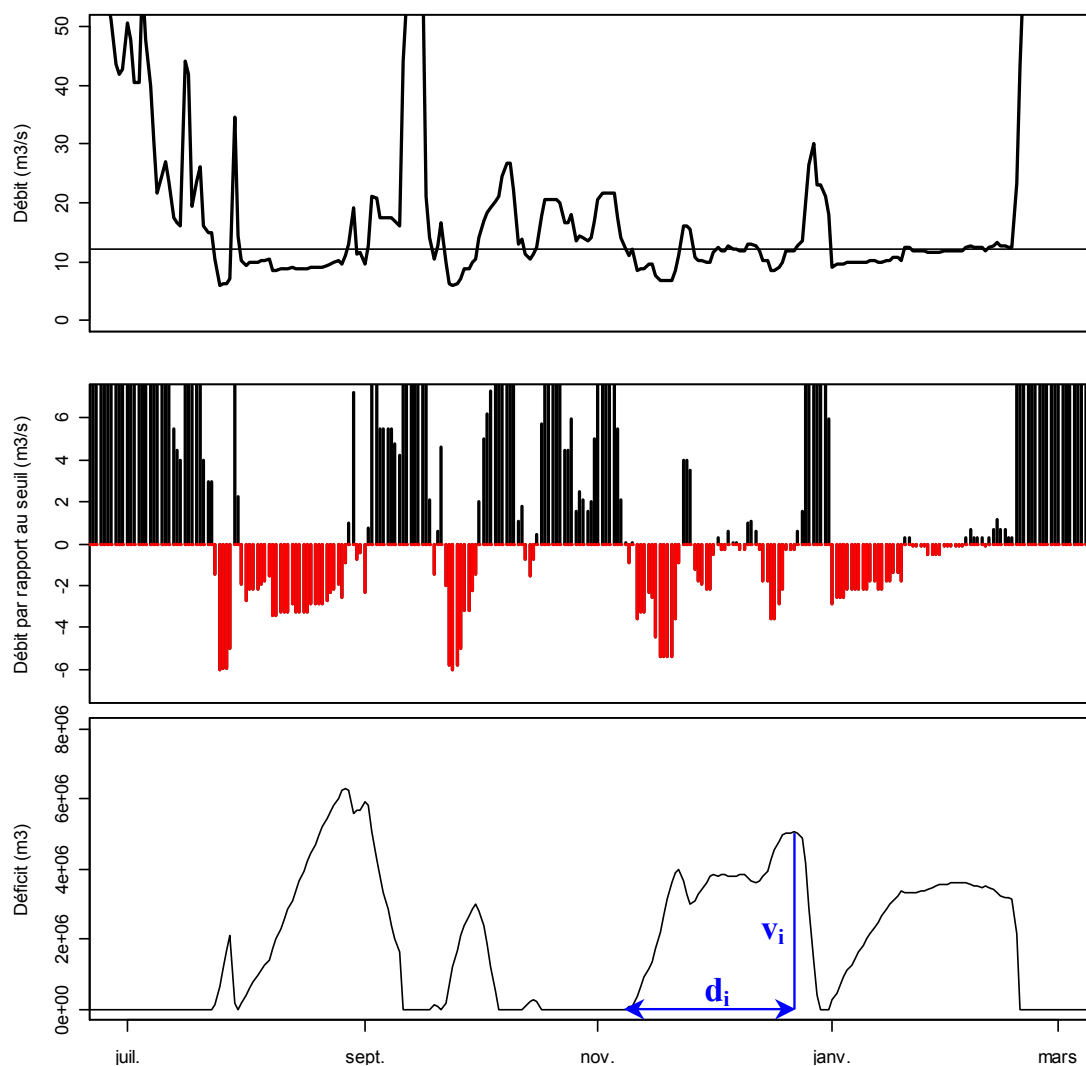 Débit (m3/s)
50
40
30
20
10
0
Débit par rapport au seuil (m3/s)
6
4
2
0
-2
-4
-6
Déficit (m3)
8e+06
6e+06
4e+06
2e+06
0e+00
vi
di
juil.
sept.
nov.
janv.
mars